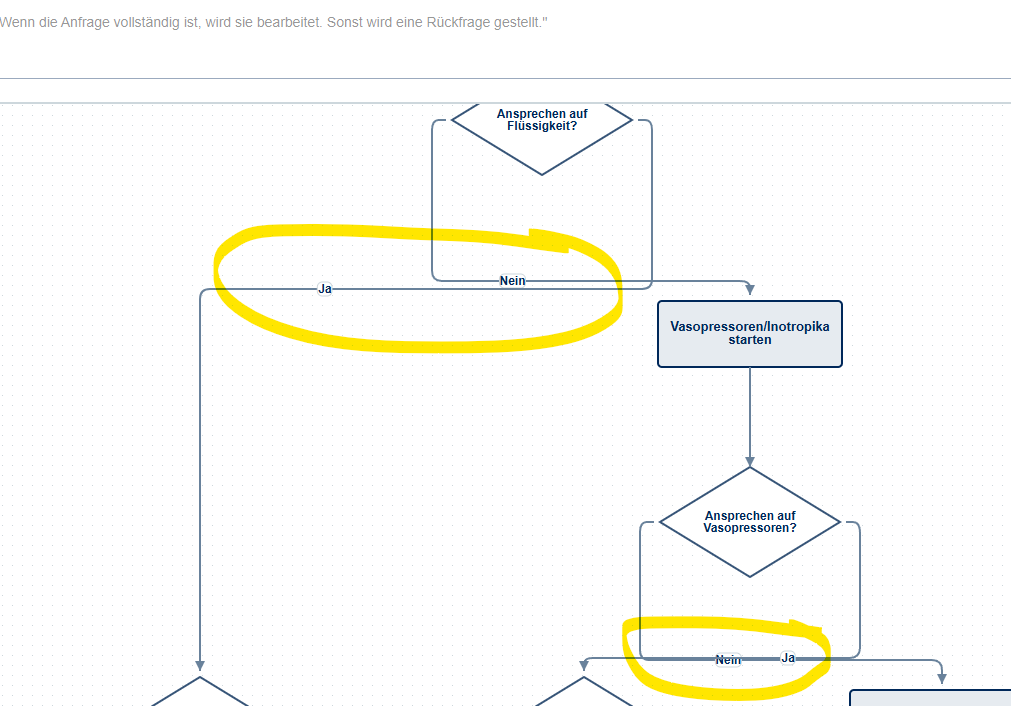 Wenn die Anfrage vollständig ist, wird sie bearbeitet. Sonst wird eine Rückfrage gestellt."
Ansprechen auf
Flüssigkeit?
Nein
Ja
Vasopressoren/Inotropika
starten
Ansprechen auf
Vasopressoren?
Nein
Ja